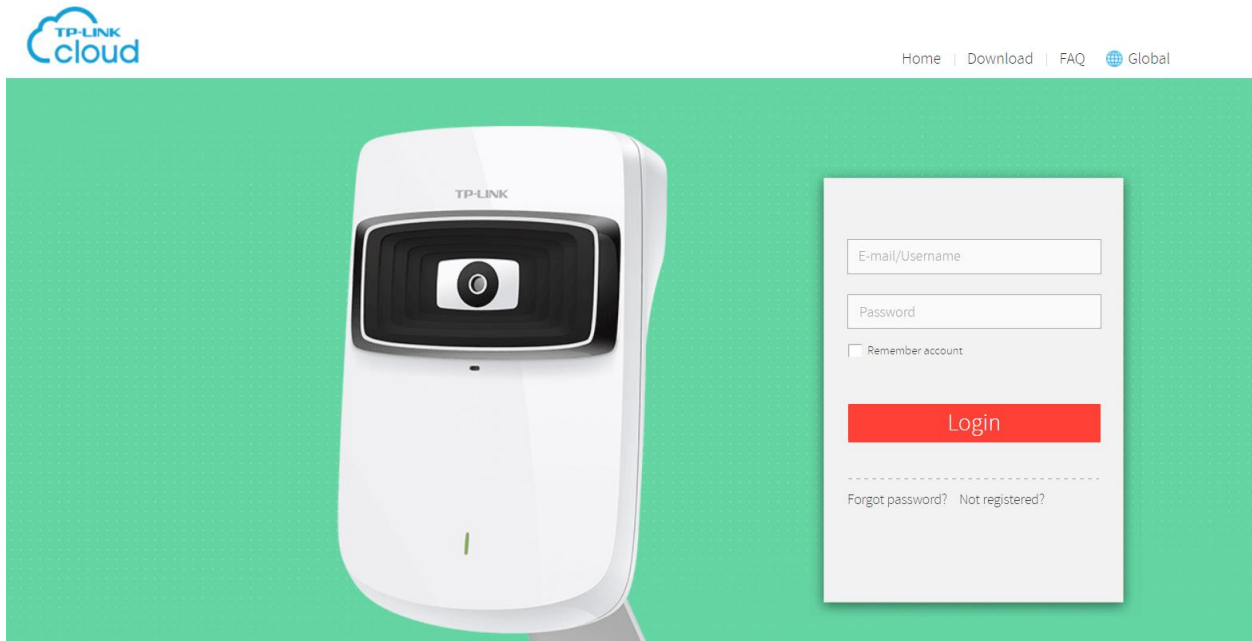 TP-LINK
cloud
Home | Download | FAQ Global
TP-LINK
E-mail/Username
Password
Remember account
Login
Forgot password? Not registered?